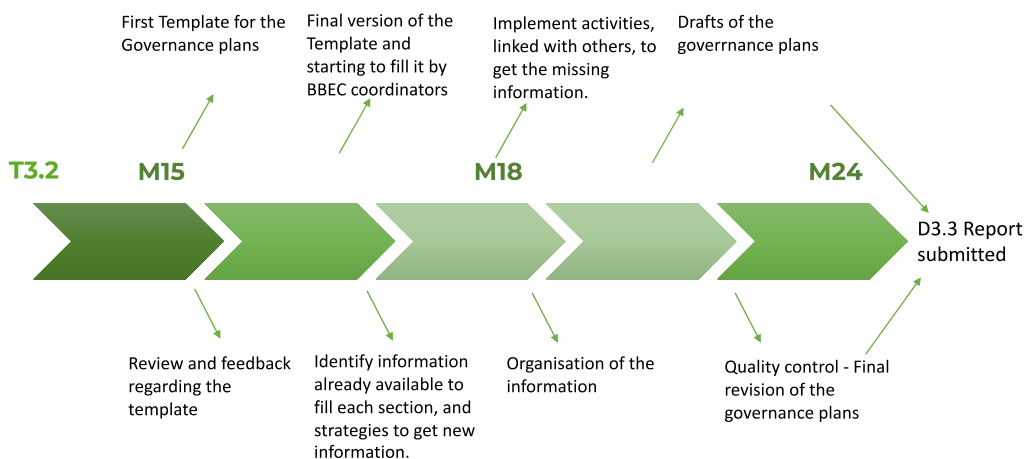 First Template for the
Governance plans
Final version of the
Template and
starting to fill it by
BBEC coordinators
Implement activities,
linked with others, to
get the missing
information.
Drafts of the
goverrnance plans
T3.2
M15
M18
M24
D3.3 Report
submitted
Review and feedback
regarding the
template
Identify information
already available to
fill each section, and
strategies to get new
information.
Organisation of the
information
Quality control - Final
revision of the
governance plans